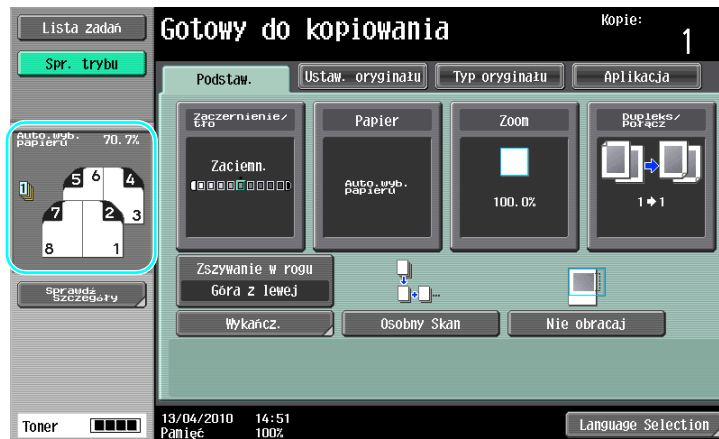 Lista zadań
Gotowy do kopiowania
Kopie:
1
Spr. trybu
Podstaw.
Ustaw. oryginału
Typ oryginału
Aplikacja
Auto.wyb.
papieru
70.7%
5 6 4
7 2 3
8 1
Zaczernienie/
tło
Papier
Zoom
Dupleks/
Połącz
Zaciemn.
Auto.wyb.
papieru
100.0%
1 ➧ 1
Sprawdź
Szczegóły
Zszywanie w rogu
Góra z lewej
Wykańcz.
Osobny Skan
Nie obracaj
Toner
13/04/2010 14:51
Pamięć 100%
Language Selection